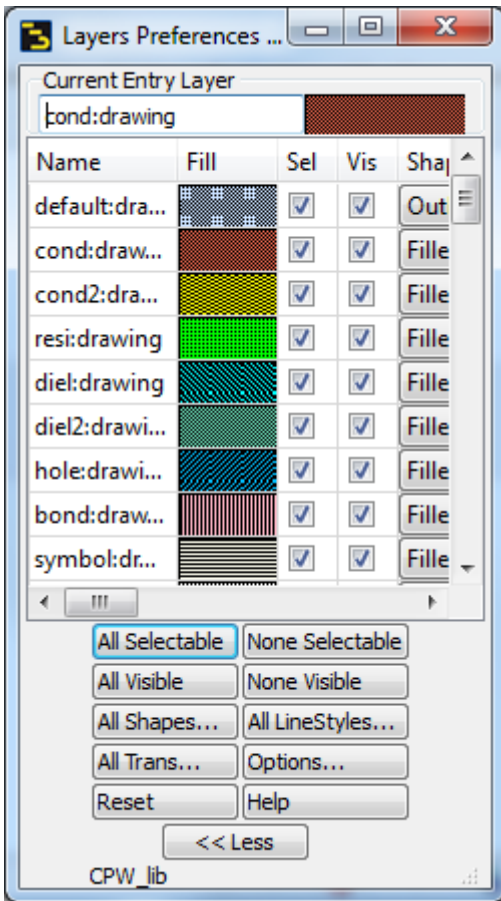 Layers Preferences ...
Current Entry Layer
cond:drawing
Name Fill Sel Vis Shap
default:dra... Out
cond:draw... Fille
cond2:dra... Fille
resi:drawing Fille
diel:drawing Fille
diel2:drawi... Fille
hole:drawi... Fille
bond:draw... Fille
symbol:dr... Fille
All Selectable None Selectable
All Visible None Visible
All Shapes... All LineStyles...
All Trans... Options...
Reset Help
<< Less
CPW_lib